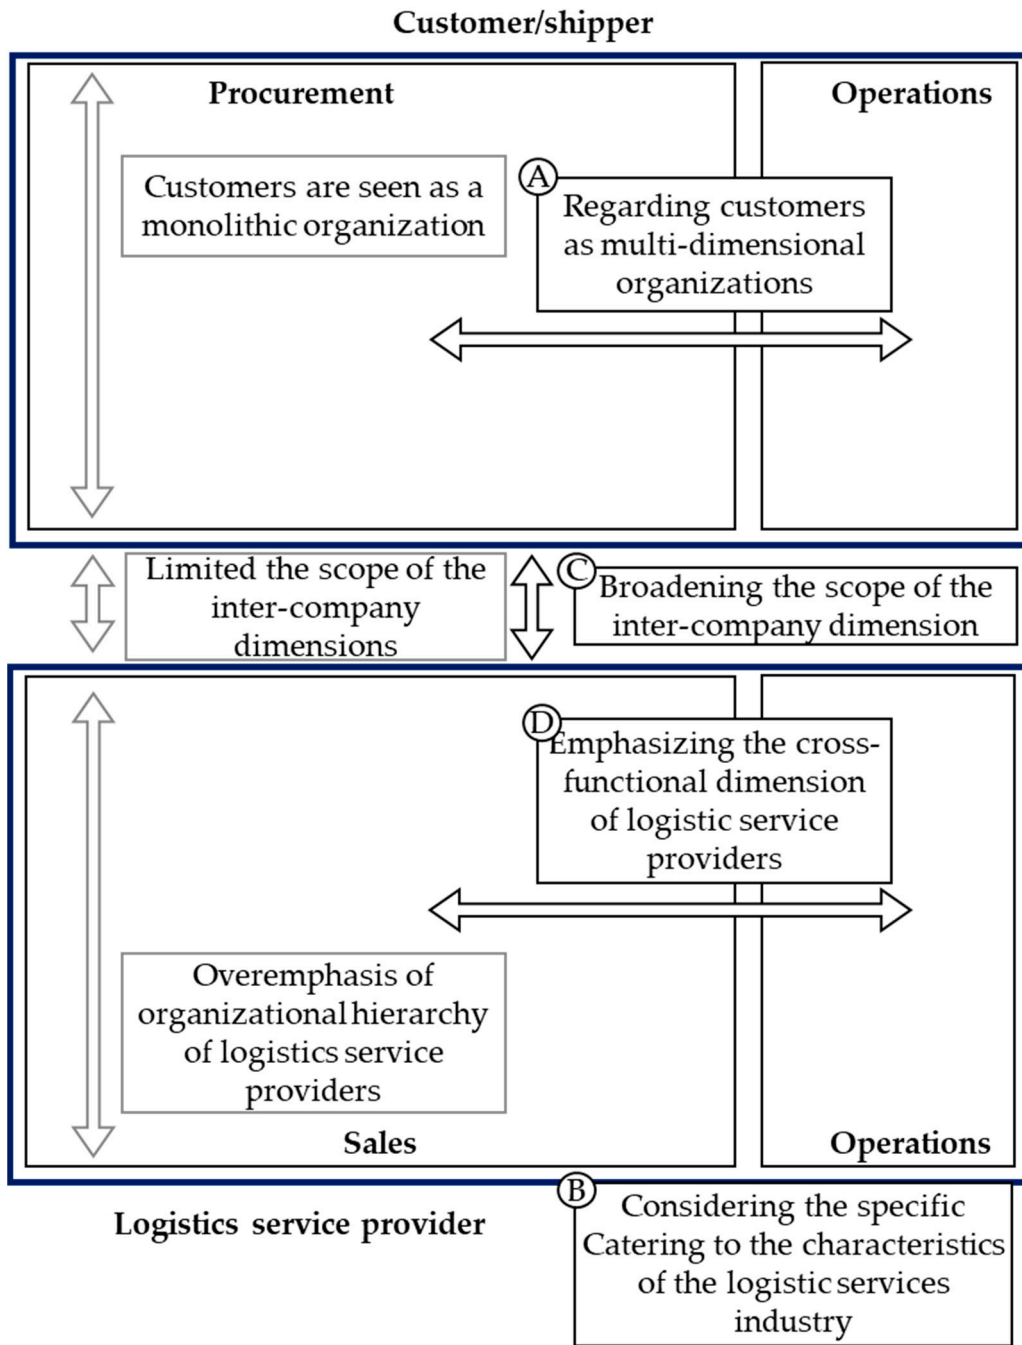 Customer/shipper
Procurement
Operations
Customers are seen as a
monolithic organization
A
Regarding customers
as multi-dimensional
organizations
Limited the scope of the
inter-company
dimensions
C
Broadening the scope of the
inter-company dimension
D
Emphasizing the cross-
functional dimension
of logistic service
providers
Overemphasis of
organizational hierarchy
of logistics service
providers
Sales
Operations
Logistics service provider
B
Considering the specific
Catering to the characteristics
of the logistic services
industry